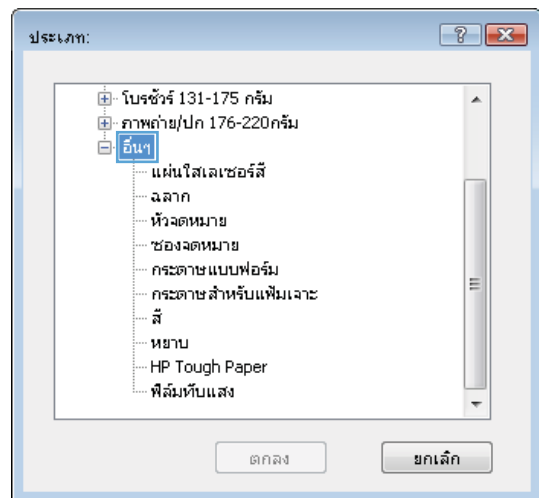 ประเภท:
โบรชัวร์ 131-175 กรัม
ภาพถ่าย/ปก 176-220กรัม
อื่นๆ
แผ่นใสเลเซอร์สี
ฉลาก
หัวจดหมาย
ซองจดหมาย
กระดาษแบบฟอร์ม
กระดาษสำหรับแฟ้มเจาะ
สี
หยาบ
HP Tough Paper
ฟิล์มทึบแสง
ตกลง
ยกเลิก